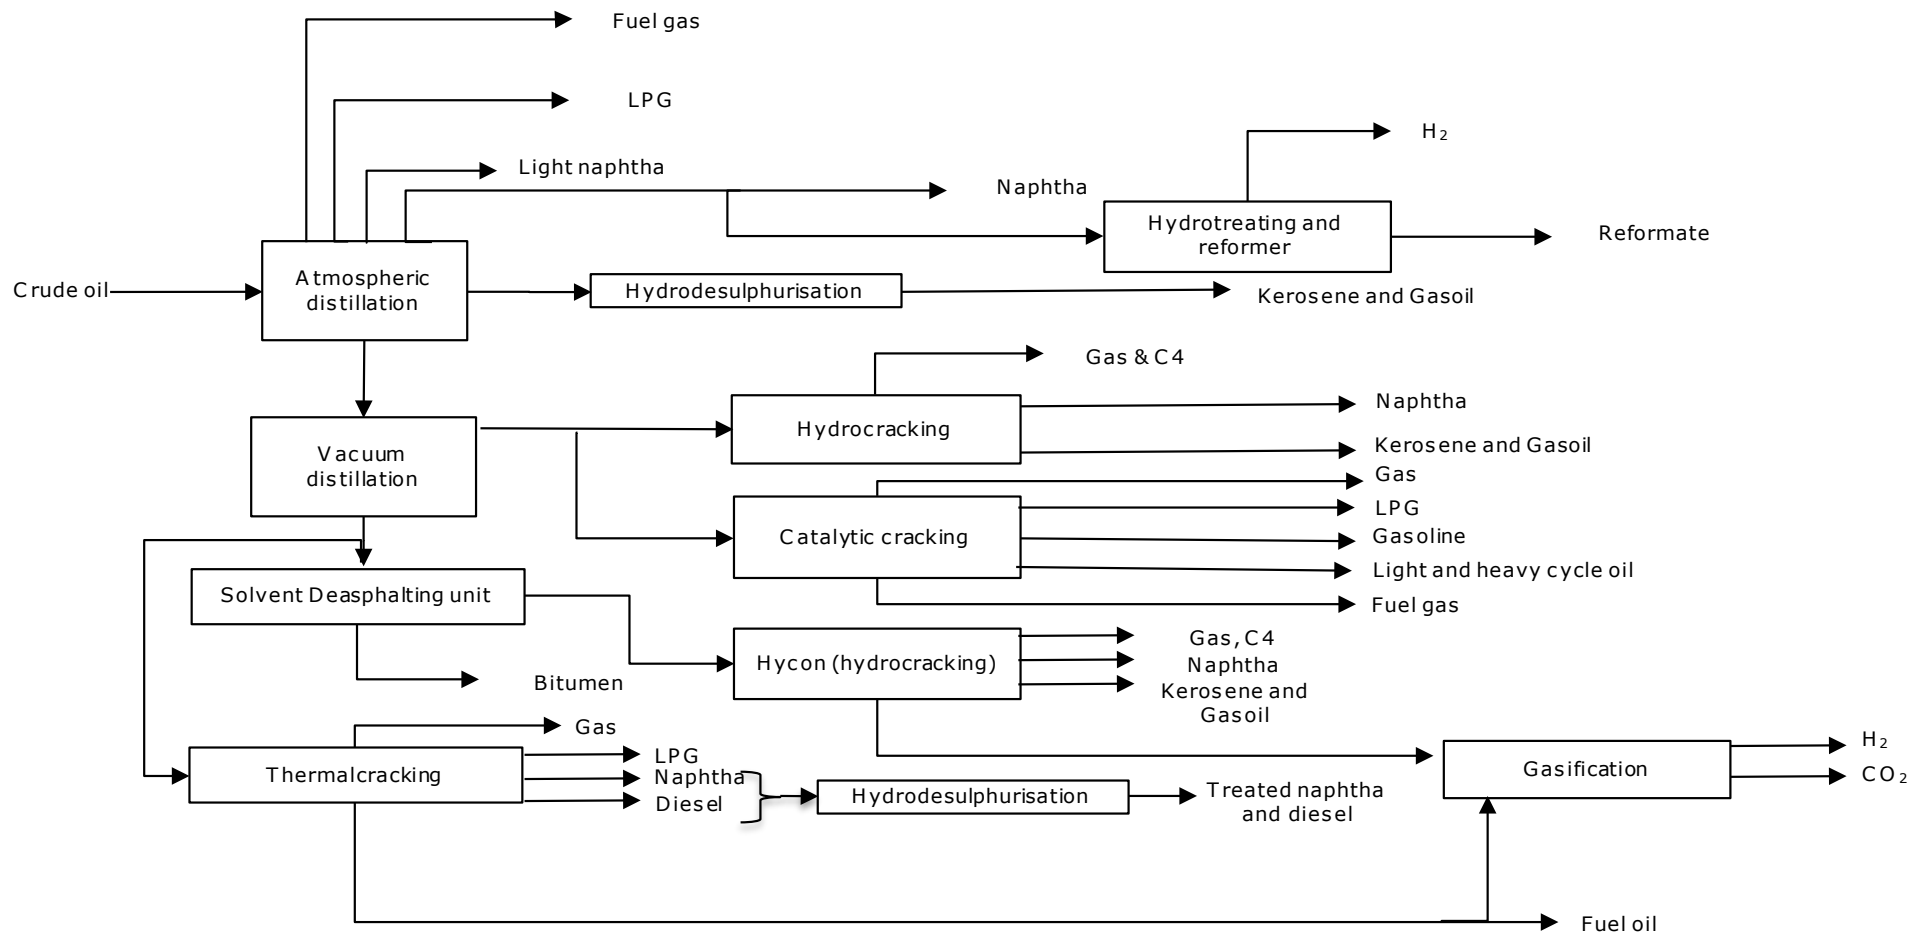 Fuel gas
LPG
H₂
Light naphtha
Naphtha
Hydrotreating and
reformer
Reformate
Crude oil
Atmospheric
distillation
Hydrodesulphurisation
Kerosene and Gasoil
Gas & C4
Hydrocracking
Naphtha
Kerosene and Gasoil
Vacuum
distillation
Gas
LPG
Catalytic cracking
Gasoline
Light and heavy cycle oil
Fuel gas
Solvent Deasphalting unit
Bitumen
Hycon (hydrocracking)
Gas, C4
Naphtha
Kerosene and
Gasoil
Gas
Thermalcracking
LPG
Naphtha
Diesel
Hydrodesulphurisation
Treated naphtha
and diesel
Gasification
H₂
CO₂
Fuel oil